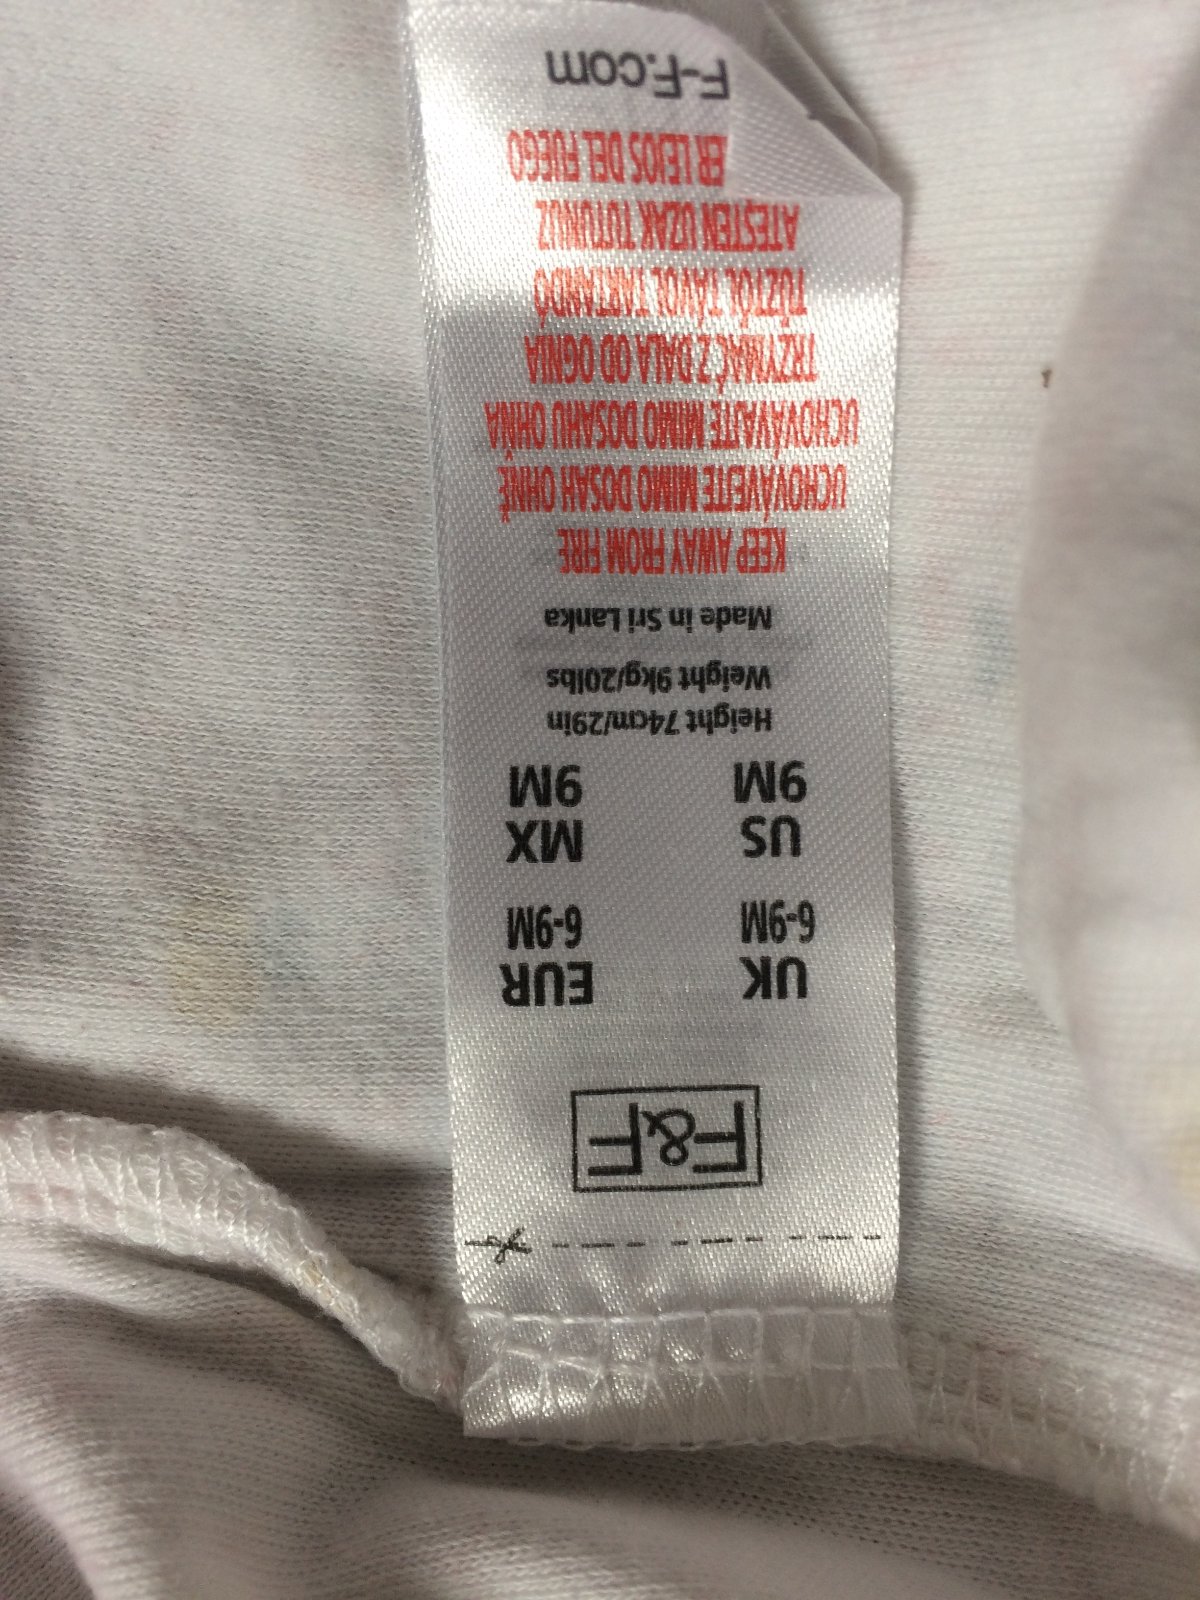 F&F
UK EUR
6-9M 6-9M
US MX
9M 9M
Height 74cm/29in
Weight 9kg/20lbs
Made in Sri Lanka
KEEP AWAY FROM FIRE
UCHOVÁVEJTE MIMO DOSAH OHNĚ
UCHOVÁVAJTE MIMO DOSAHU OHŇA
TRZYMAĆ Z DALA OD OGNIA
TŰZTŐL TÁVOL TARTANDÓ
ATEŞTEN UZAK TUTUNUZ
LEJOS DEL FUEGO
F-F.com